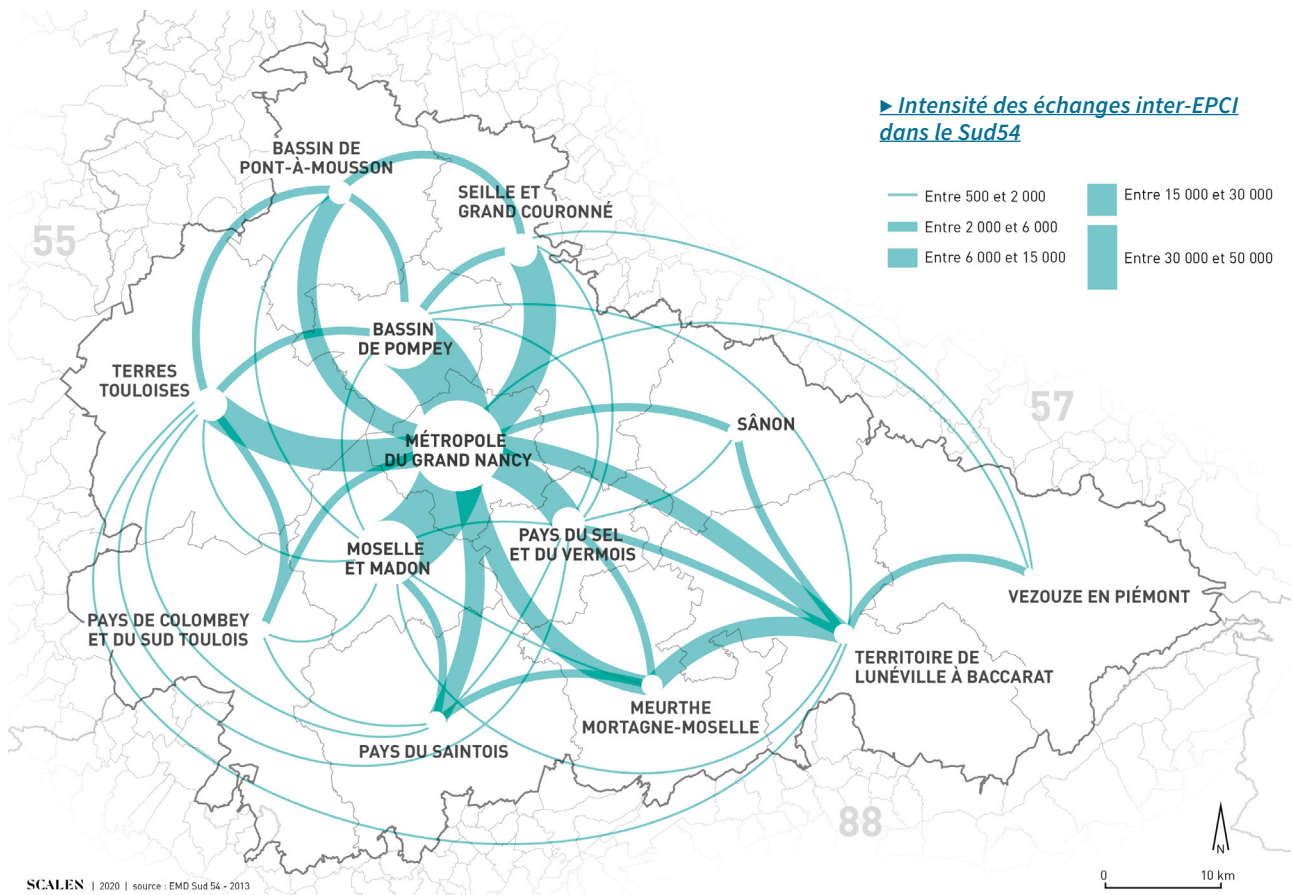 ▸ Intensité des échanges inter-EPCI
dans le Sud54
Entre 500 et 2 000
Entre 2 000 et 6 000
Entre 6 000 et 15 000
Entre 15 000 et 30 000
Entre 30 000 et 50 000
BASSIN DE
PONT-À-MOUSSON
SEILLE ET
GRAND COURONNÉ
55
BASSIN
DE POMPEY
TERRES
TOULOISES
57
SÂNON
MÉTROPOLE
DU GRAND NANCY
MOSELLE
ET MADON
PAYS DU SEL
ET DU VERMOIS
VEZOUZE EN PIÉMONT
PAYS DE COLOMBEY
ET DU SUD TOULOIS
TERRITOIRE DE
LUNÉVILLE À BACCARAT
MEURTHE
MORTAGNE-MOSELLE
PAYS DU SAINTOIS
88
N
0 10 km
SCALEN | 2020 | source : EMD Sud 54 - 2013